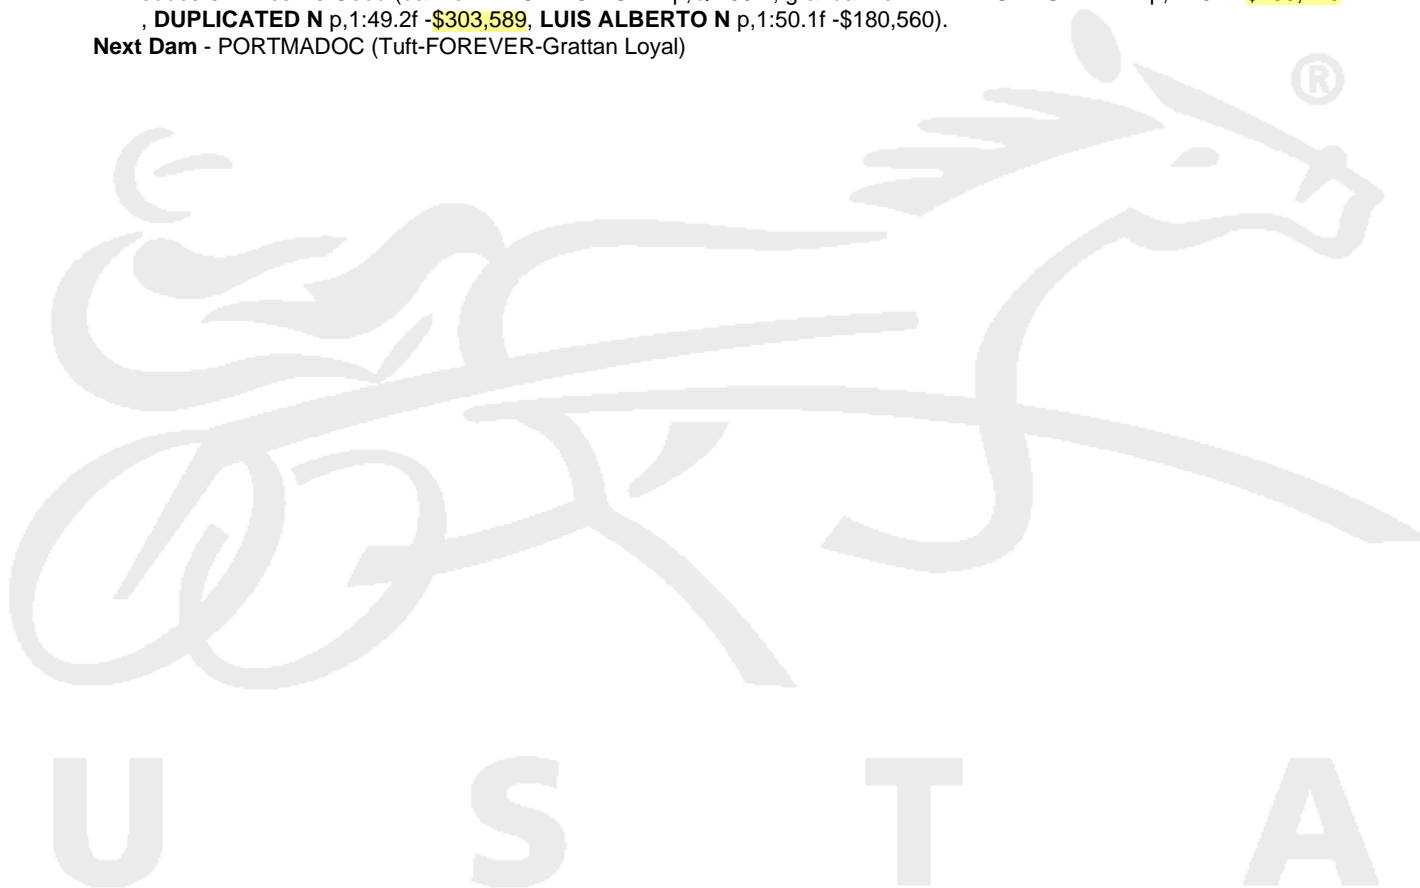 , DUPLICATED N p,1:49.2f -$303,589, LUIS ALBERTO N p,1:50.1f -$180,560).
Next Dam - PORTMADOC (Tuft-FOREVER-Grattan Loyal)
®
U S T A